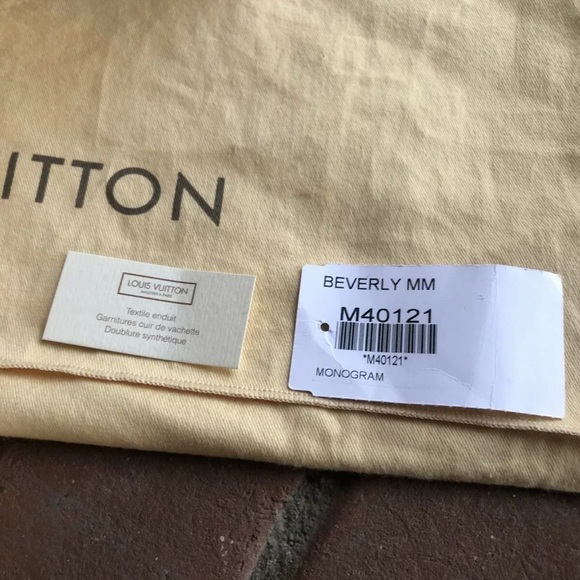 ITTON
LOUIS VUITTON
Textile enduit
Garnitures cuir de vachette
Doublure synthétique
BEVERLY MM
M40121
*M40121*
MONOGRAM